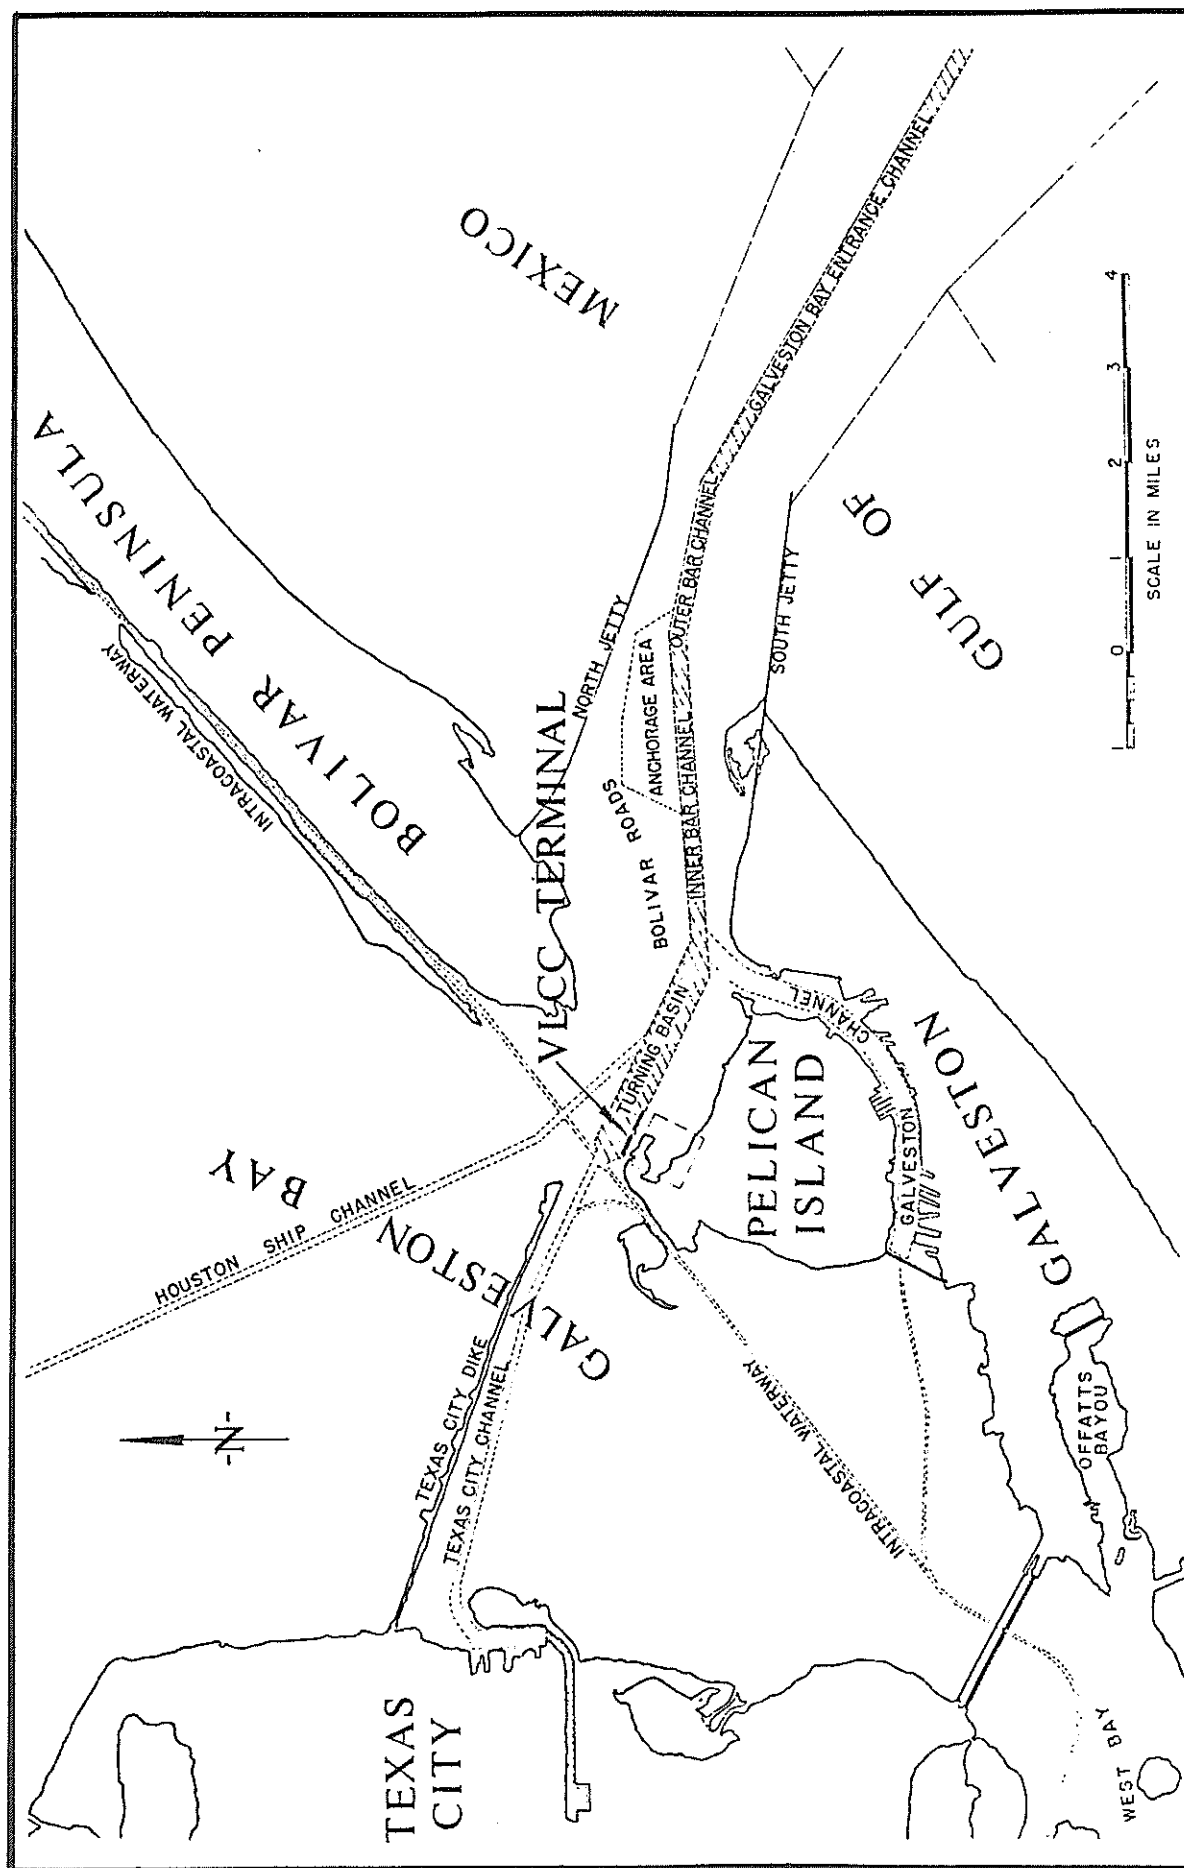 TEXAS
CITY
-N-
HOUSTON SHIP CHANNEL
TEXAS CITY DIKE
TEXAS CITY CHANNEL
GALVESTON
BAY
INTRACOASTAL WATERWAY
BOLIVAR PENINSULA
VLCC TERMINAL
TURNING BASIN
NORTH JETTY
BOLIVAR ROADS
ANCHORAGE AREA
INNER BAR CHANNEL
OUTER BAR CHANNEL
GALVESTON BAY ENTRANCE CHANNEL
SOUTH JETTY
GULF OF
MEXICO
PELICAN
ISLAND
GALVESTON
CHANNEL
GALVESTON
INTRACOASTAL WATERWAY
OFFATTS
BAYOU
WEST BAY
1 0 1 2 3 4
SCALE IN MILES